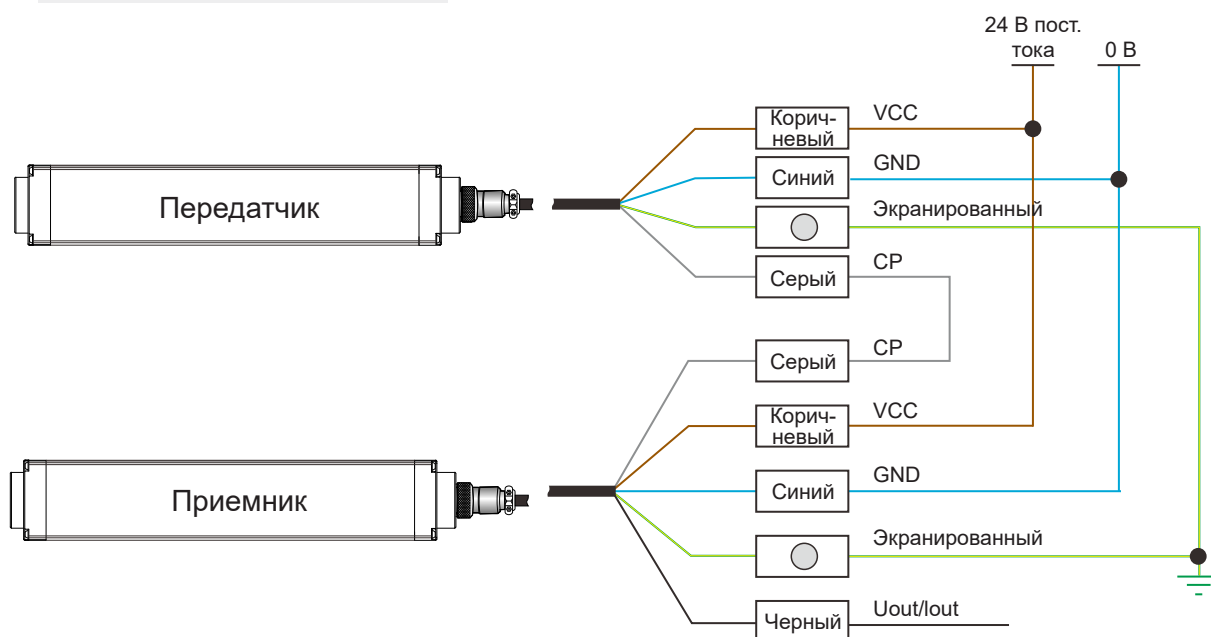 24 В пост.
тока
0 В
Корич-
невый
VCC
Синий
GND
Передатчик
Экранированный
Серый
CP
Серый
CP
Корич-
невый
VCC
Приемник
Синий
GND
Экранированный
Черный
Uout/Iout